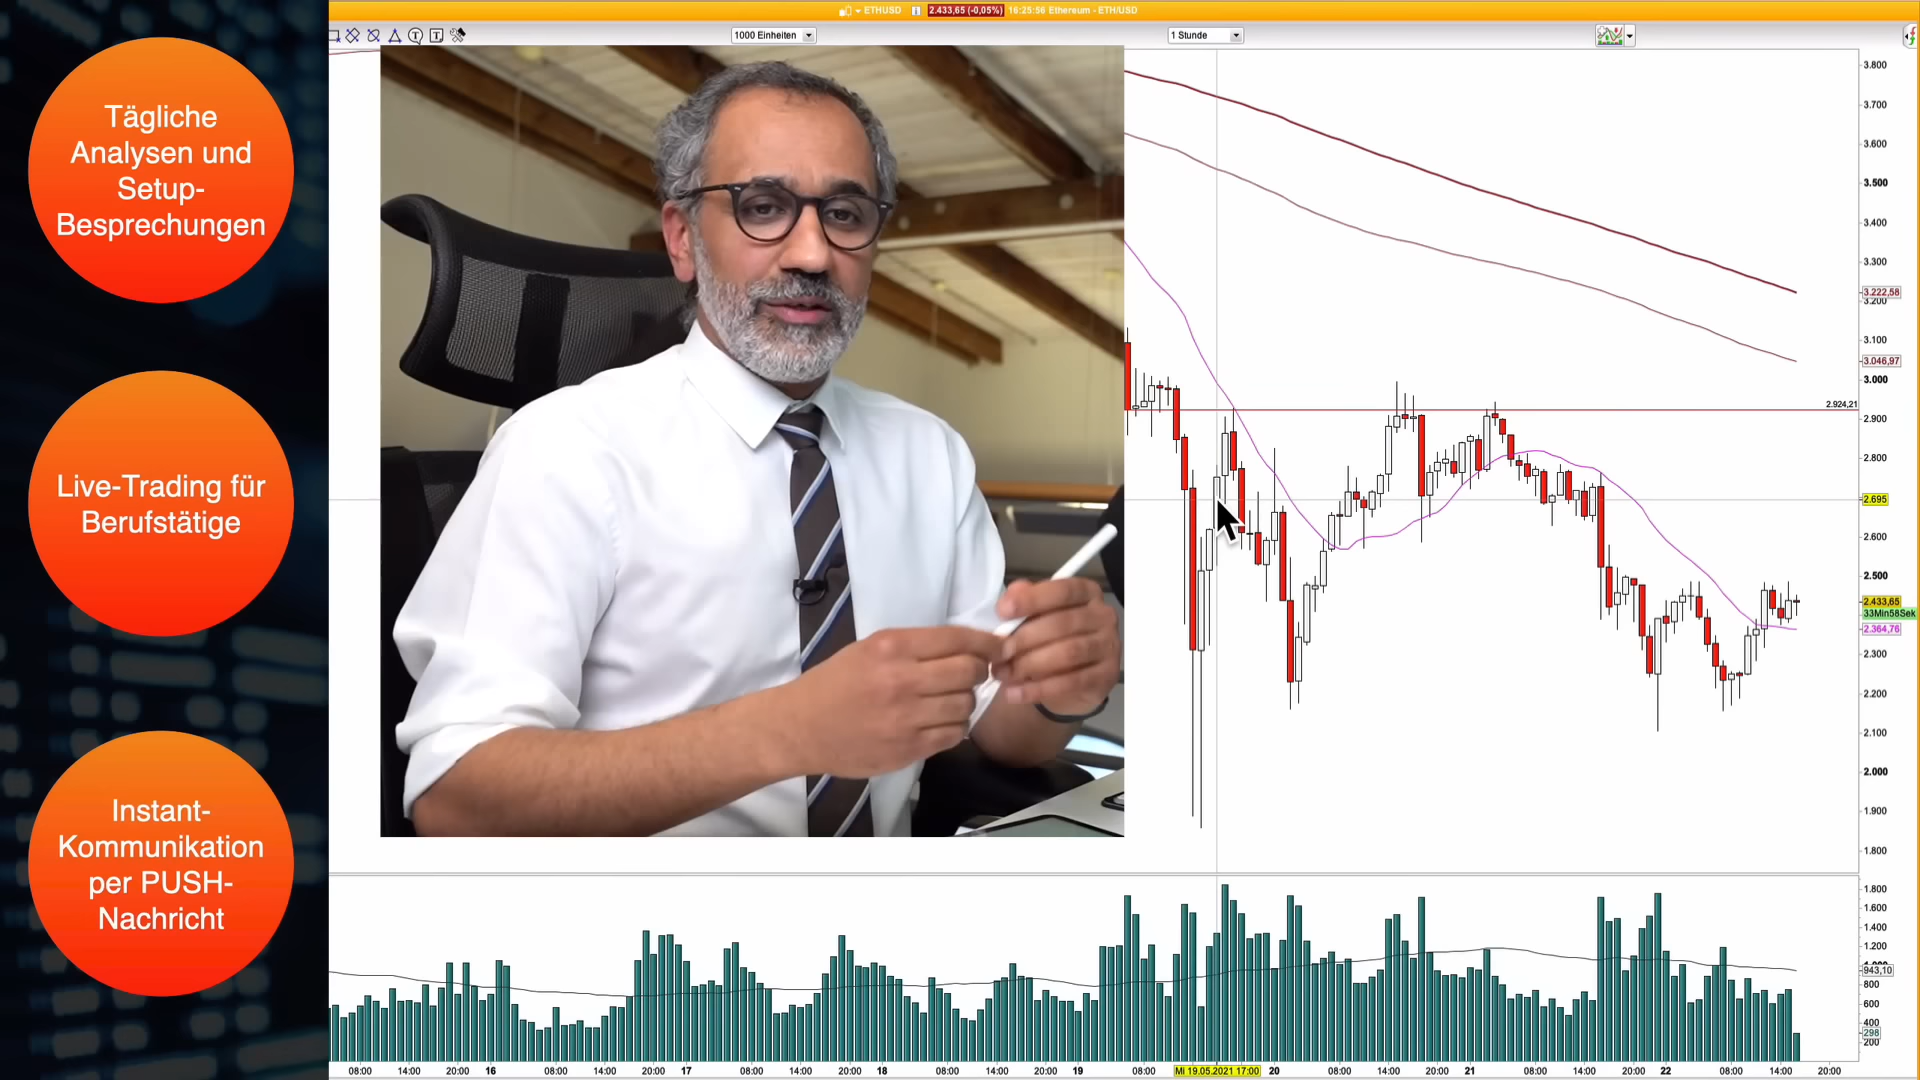 ETHUSD 2.433,65 (-0,05%) 16:25:56 Ethereum - ETH/USD
1000 Einheiten
1 Stunde
Tägliche
Analysen und
Setup-
Besprechungen
Live-Trading für
Berufstätige
Instant-
Kommunikation
per PUSH-
Nachricht
3.800
3.700
3.600
3.500
3.400
3.300
3.222,58
3.200
3.100
3.046,97
3.000
2.924,21
2.900
2.800
2.695
2.600
2.500
2.433,65
33Min58Sek
2.364,76
2.300
2.200
2.100
2.000
1.900
1.800
1.800
1.600
1.400
1.200
943,10
800
600
400
298
200
08:00 14:00 20:00 16 08:00 14:00 20:00 17 08:00 14:00 20:00 18 08:00 14:00 20:00 19 08:00 Mi 19.05.2021 17:00 20 08:00 14:00 20:00 21 08:00 14:00 20:00 22 08:00 14:00 20:00